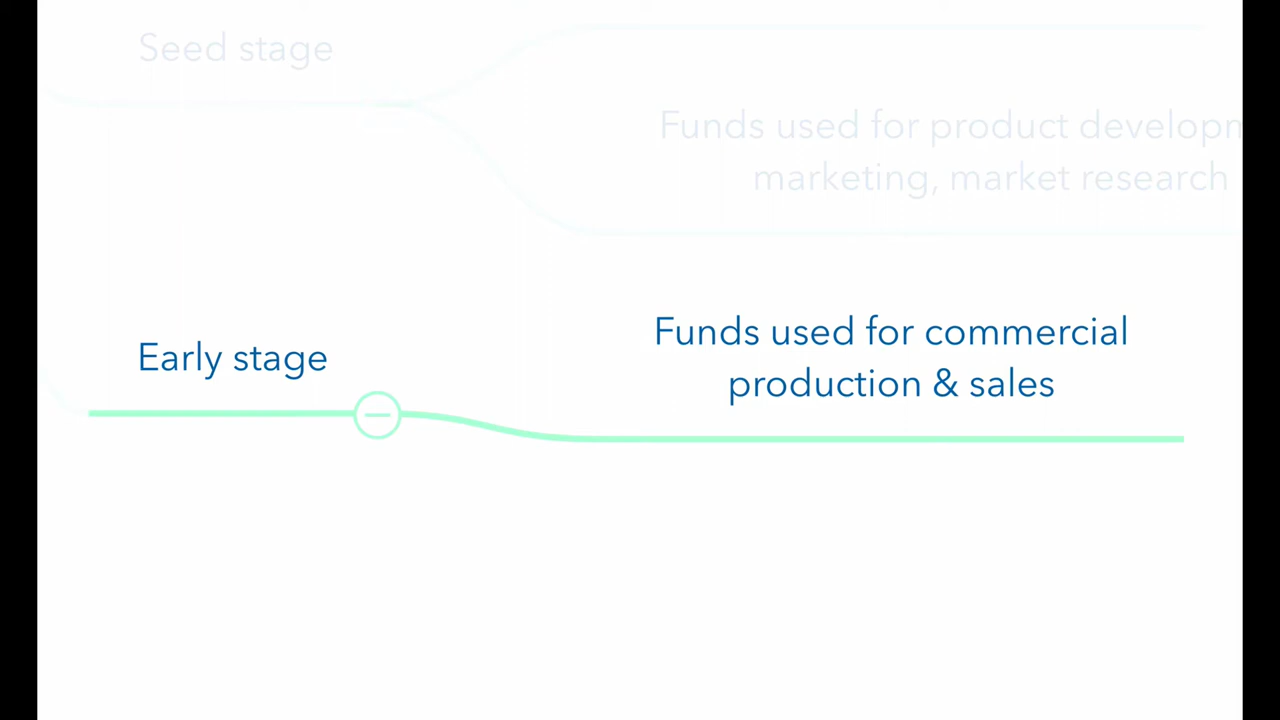 Seed stage
Funds used for product developm
marketing, market research
Early stage
Funds used for commercial
production & sales